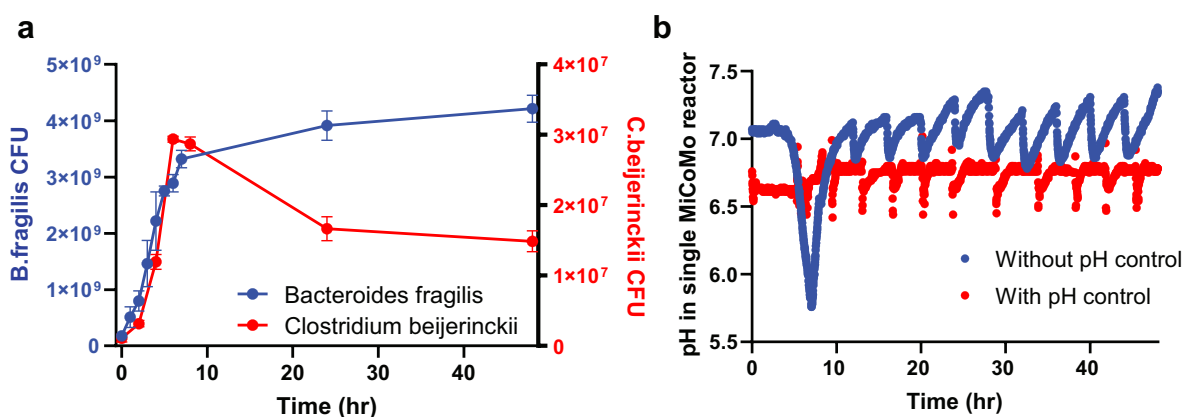 a
B.fragilis CFU
5×10⁹
4×10⁹
3×10⁹
2×10⁹
1×10⁹
0
4×10⁷
3×10⁷
2×10⁷
1×10⁷
0
C.beijerinckii CFU
Bacteroides fragilis
Clostridium beijerinckii
0
10
20
30
40
Time (hr)
b
pH in single MiCoMo reactor
7.5
7.0
6.5
6.0
5.5
Without pH control
With pH control
0
10
20
30
40
Time (hr)